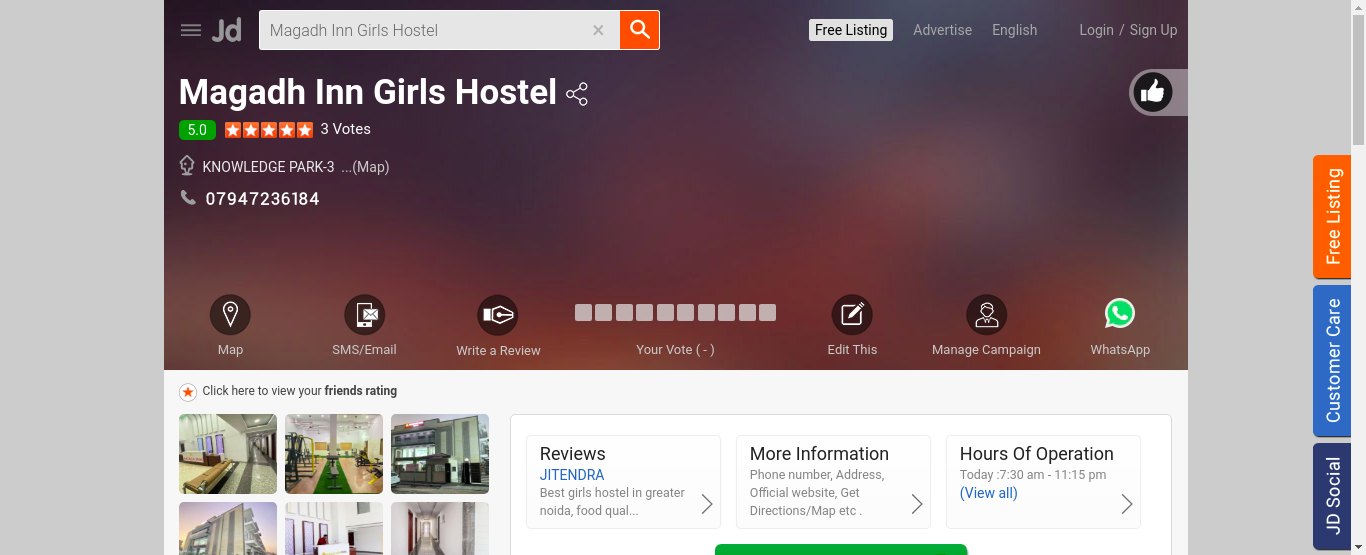 Jd
Magadh Inn Girls Hostel
Free Listing
Advertise
English
Login / Sign Up
Magadh Inn Girls Hostel
5.0
3 Votes
KNOWLEDGE PARK-3 ...(Map)
07947236184
Map
SMS/Email
Write a Review
Your Vote ( - )
Edit This
Manage Campaign
WhatsApp
Click here to view your friends rating
Reviews
JITENDRA
Best girls hostel in greater
noida, food qual...
More Information
Phone number, Address,
Official website, Get
Directions/Map etc .
Hours Of Operation
Today :7:30 am - 11:15 pm
(View all)
Free Listing
Customer Care
JD Social